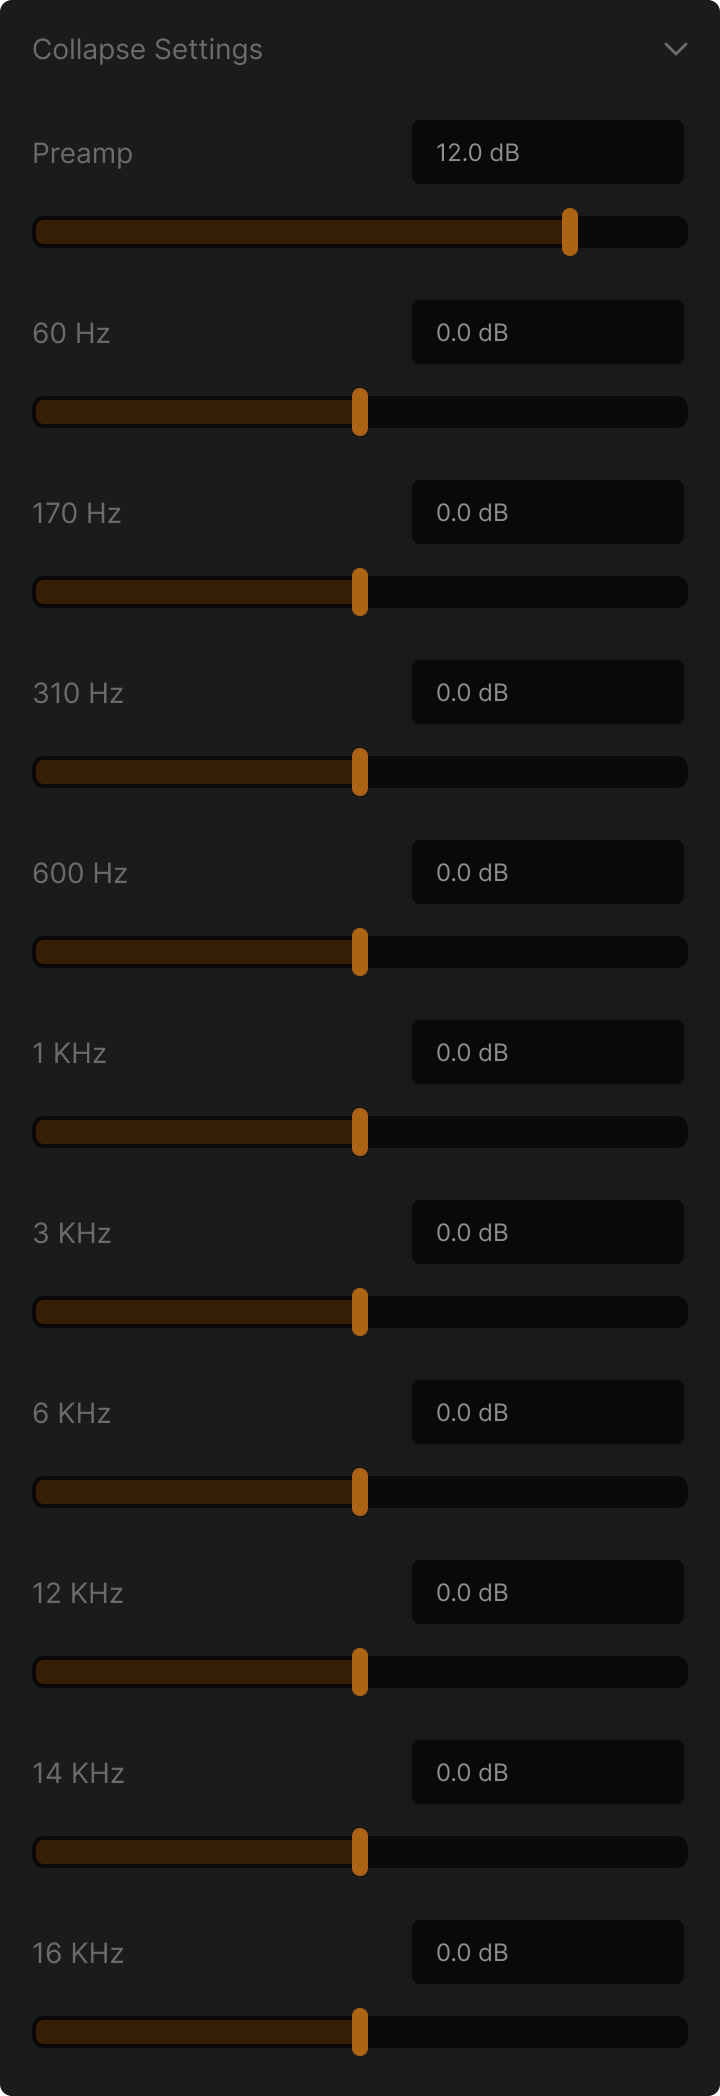 Collapse Settings
Preamp 12.0 dB
60 Hz 0.0 dB
170 Hz 0.0 dB
310 Hz 0.0 dB
600 Hz 0.0 dB
1 KHz 0.0 dB
3 KHz 0.0 dB
6 KHz 0.0 dB
12 KHz 0.0 dB
14 KHz 0.0 dB
16 KHz 0.0 dB